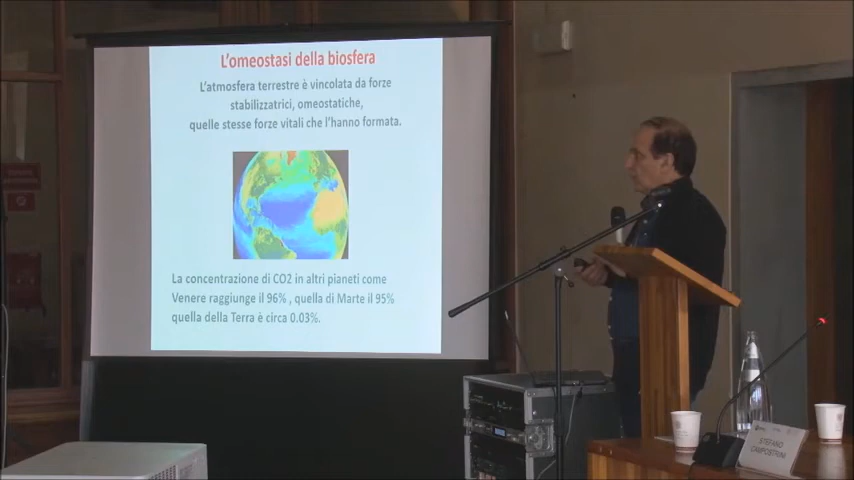 L'omeostasi della biosfera
L'atmosfera terrestre è vincolata da forze
stabilizzatrici, omeostatiche,
quelle stesse forze vitali che l'hanno formata.
La concentrazione di CO2 in altri pianeti come
Venere raggiunge il 96% , quella di Marte il 95%
quella della Terra è circa 0.03%.
STEFANO
CAMPOSTRINI